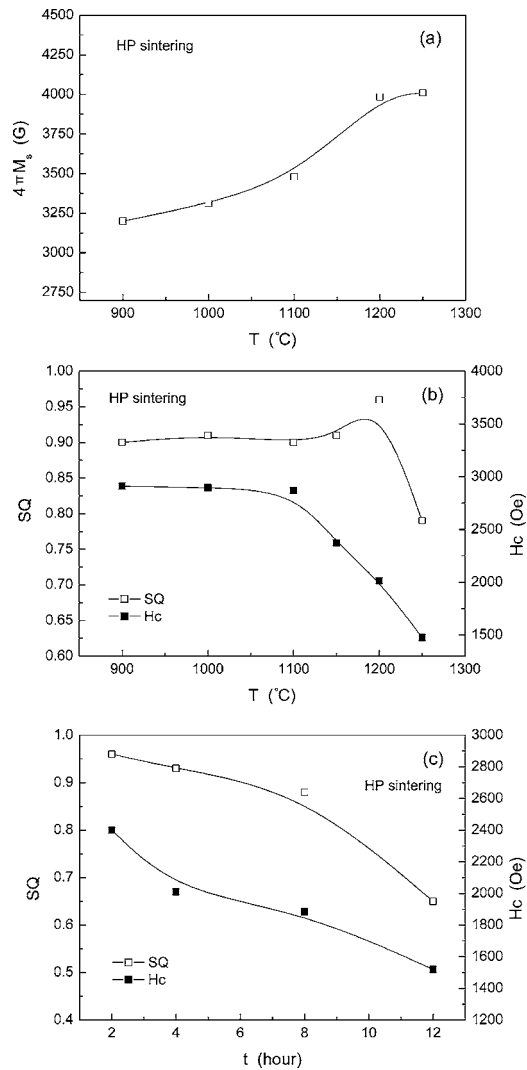 (a)
HP sintering
4500
4250
4000
3750
3500
3250
3000
2750
4πMs (G)
900 1000 1100 1200 1300
T (°C)
(b)
HP sintering
1.00
0.95
0.90
0.85
0.80
0.75
0.70
0.65
0.60
SQ
4000
3500
3000
2500
2000
1500
Hc (Oe)
SQ
Hc
900 1000 1100 1200 1300
T (°C)
(c)
HP sintering
1.0
0.9
0.8
0.7
0.6
0.5
0.4
SQ
3000
2800
2600
2400
2200
2000
1800
1600
1400
1200
Hc (Oe)
SQ
Hc
2 4 6 8 10 12
t (hour)